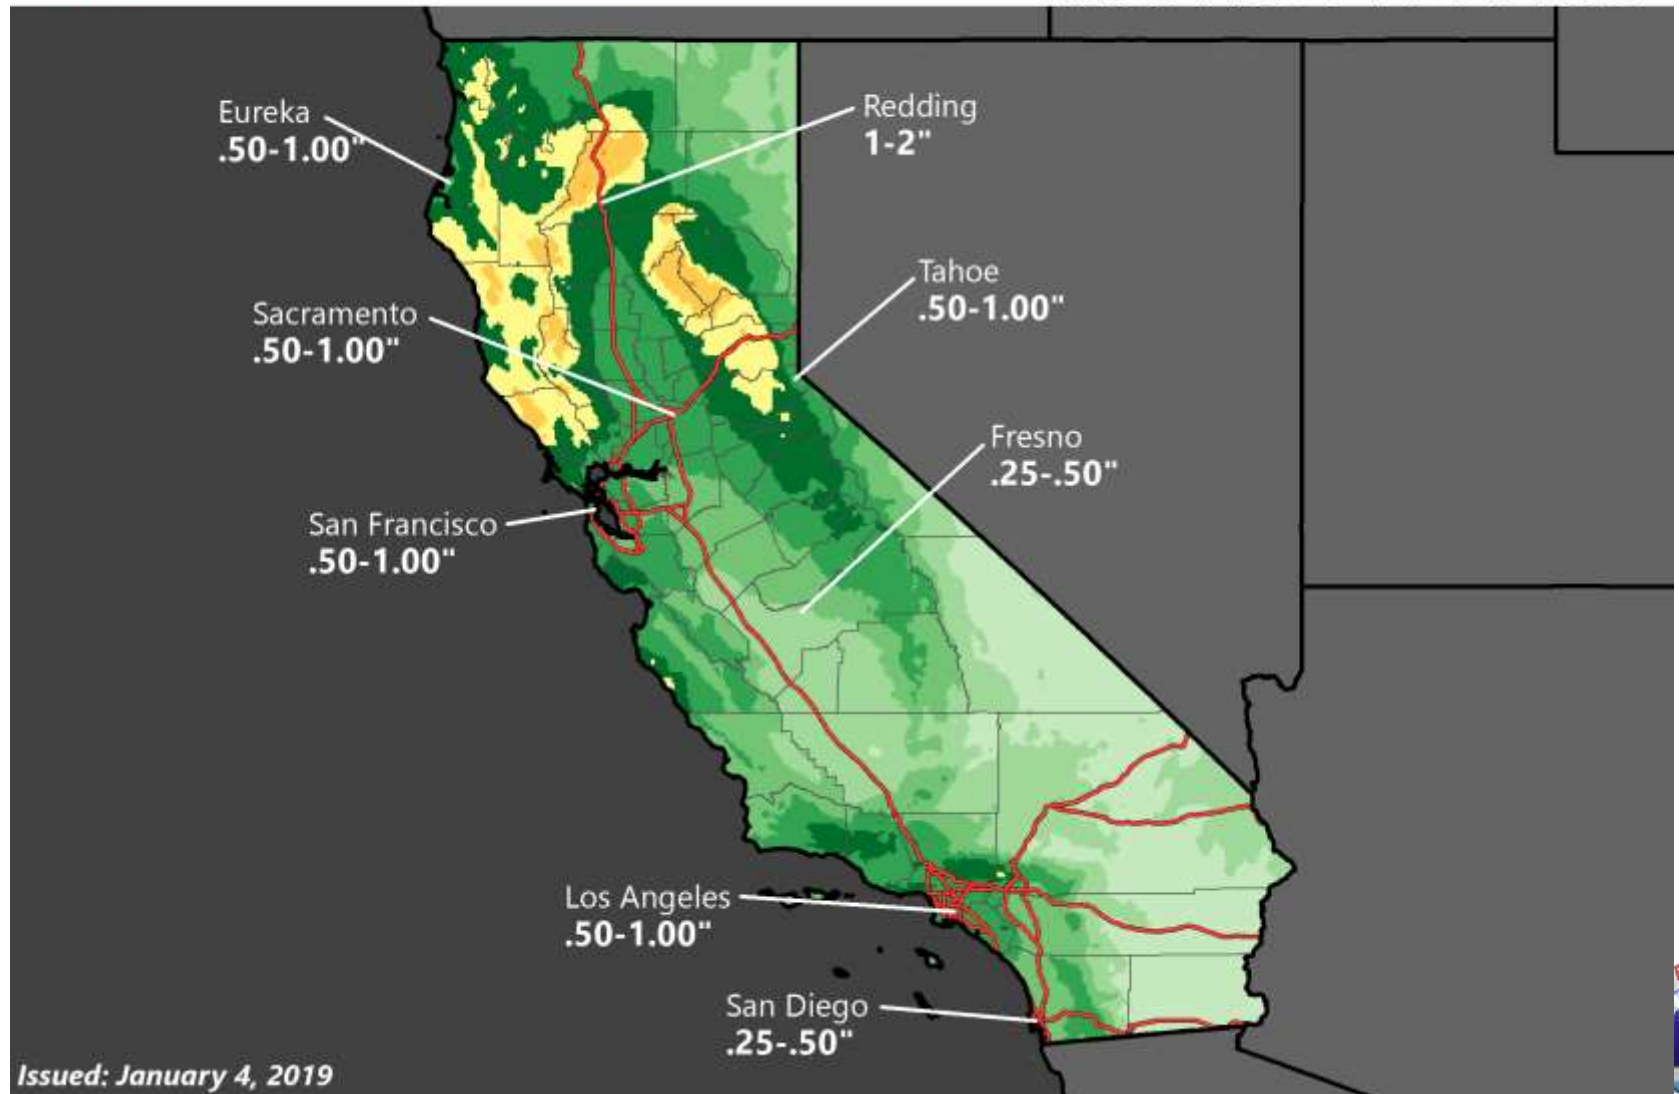 Eureka
.50-1.00"
Redding
1-2"
Tahoe
.50-1.00"
Sacramento
.50-1.00"
Fresno
.25-.50"
San Francisco
.50-1.00"
Los Angeles
.50-1.00"
San Diego
.25-.50"
Issued: January 4, 2019